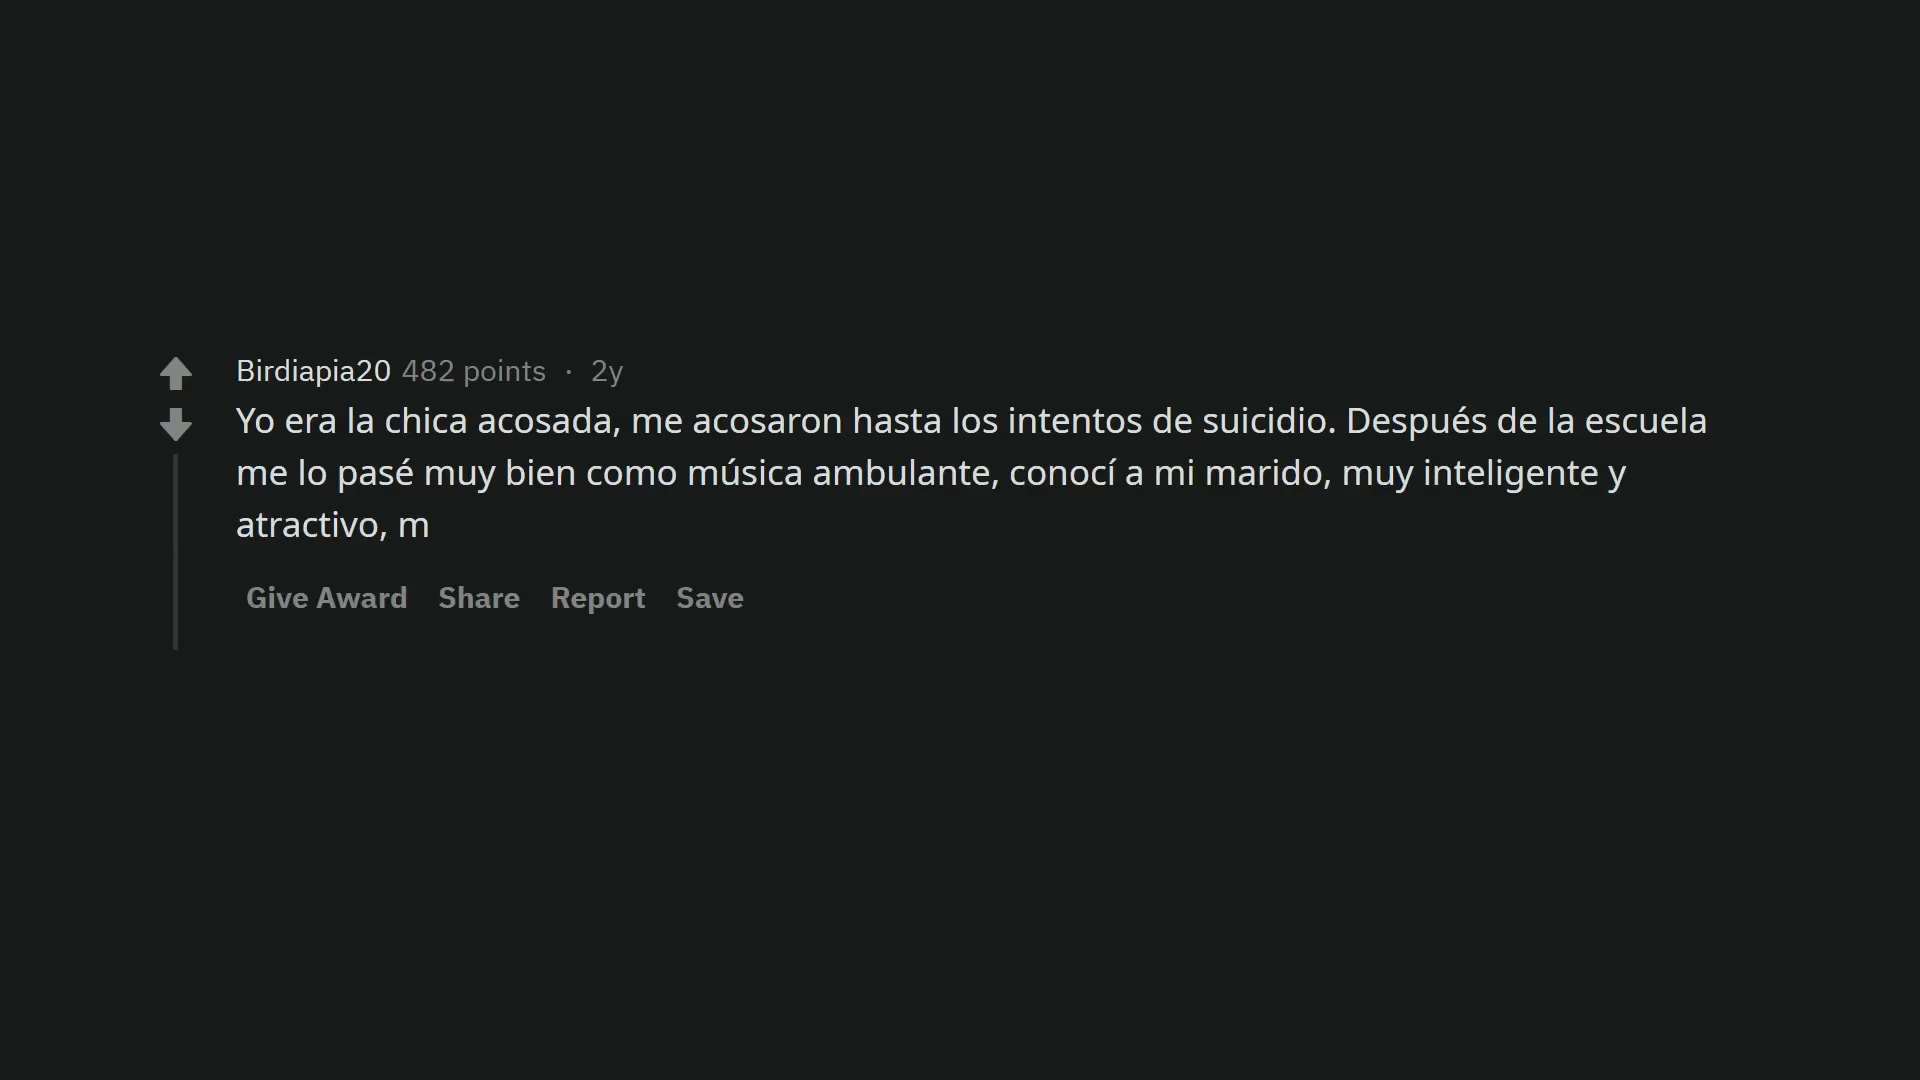 Birdiapia20 482 points · 2y
Yo era la chica acosada, me acosaron hasta los intentos de suicidio. Después de la escuela
me lo pasé muy bien como música ambulante, conocí a mi marido, muy inteligente y
atractivo, m
Give Award Share Report Save